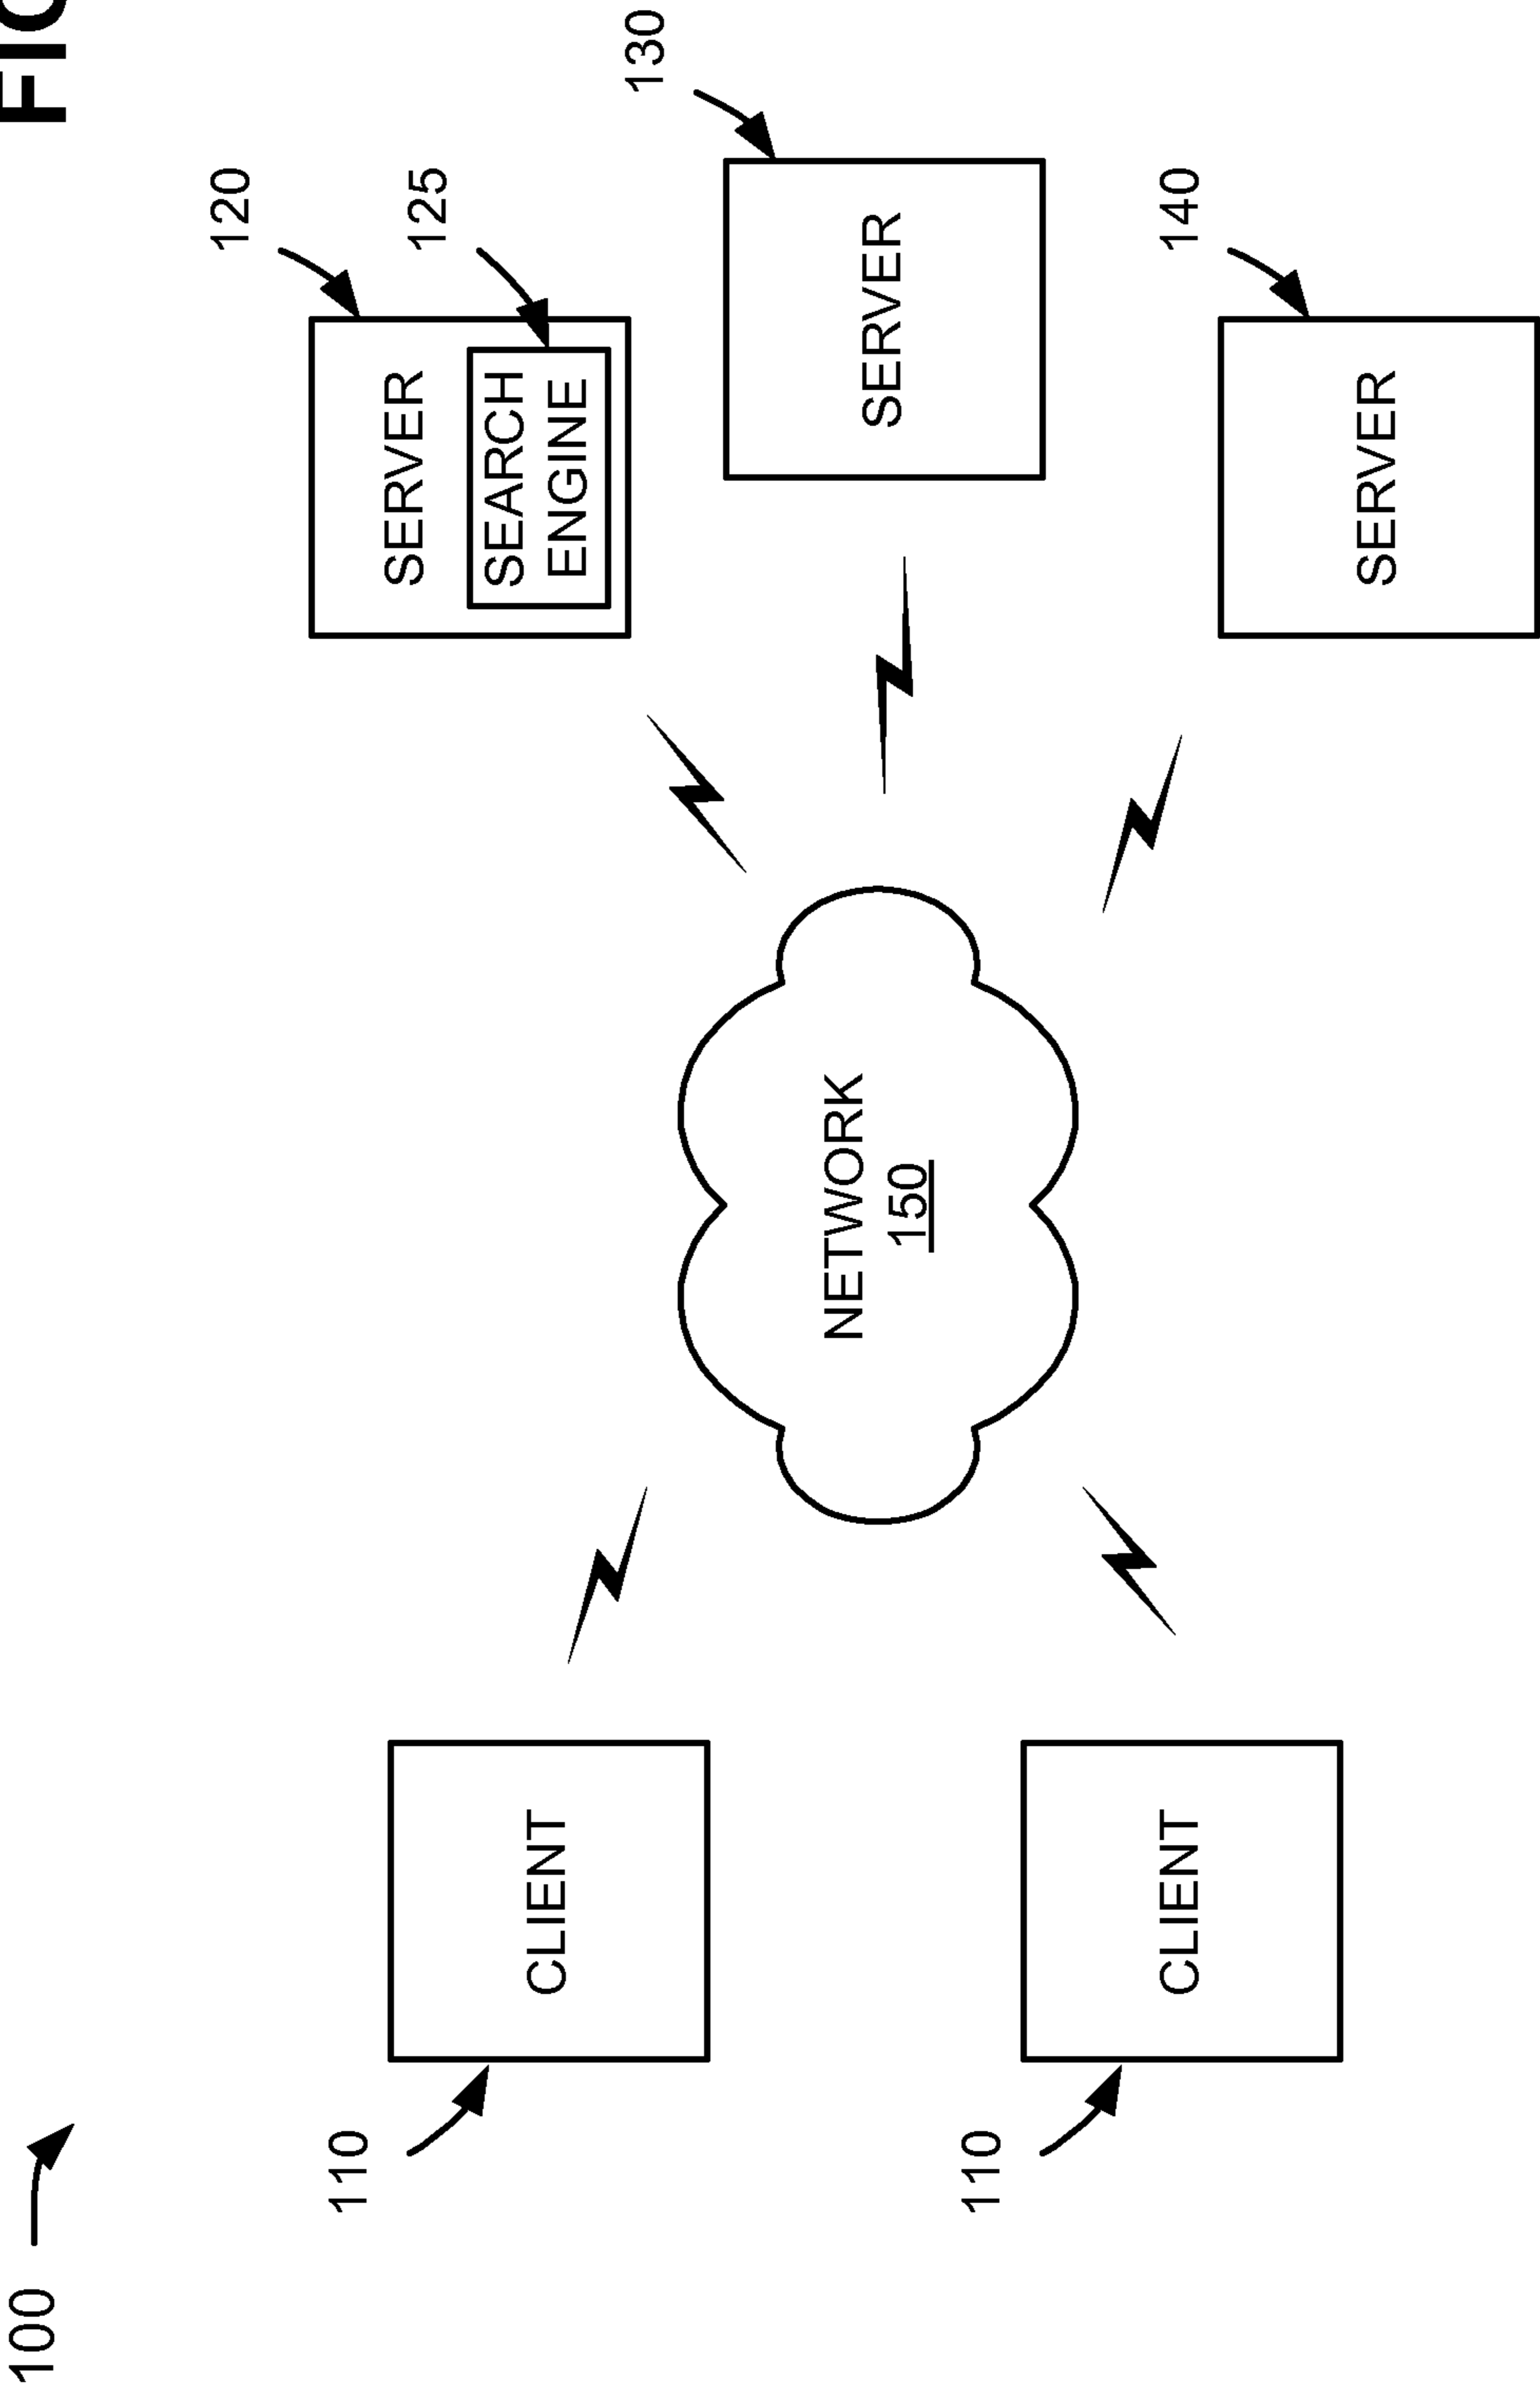 100
FIG
120
110
SERVER
125
SEARCH
ENGINE
CLIENT
130
SERVER
NETWORK
150
110
140
CLIENT
SERVER